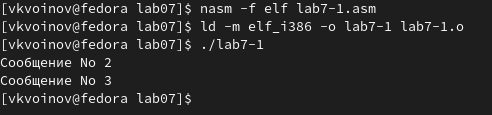 [vkvoinov@fedora lab07]$ nasm -f elf lab7-1.asm
[vkvoinov@fedora lab07]$ ld -m elf_i386 -o lab7-1 lab7-1.o
[vkvoinov@fedora lab07]$ ./lab7-1
Сообщение No 2
Сообщение No 3
[vkvoinov@fedora lab07]$